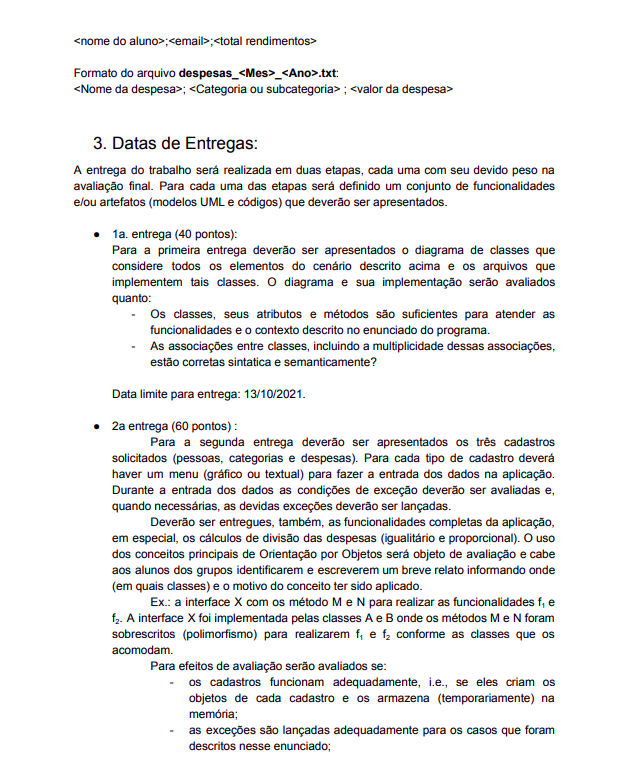 <nome do aluno>;<email>;<total rendimentos>
Formato do arquivo despesas_<Mes>_<Ano>.txt:
<Nome da despesa>; <Categoria ou subcategoria> ; <valor da despesa>
3. Datas de Entregas:
A entrega do trabalho será realizada em duas etapas, cada uma com seu devido peso na
avaliação final. Para cada uma das etapas será definido um conjunto de funcionalidades
e/ou artefatos (modelos UML e códigos) que deverão ser apresentados.
● 1a. entrega (40 pontos):
Para a primeira entrega deverão ser apresentados o diagrama de classes que
considere todos os elementos do cenário descrito acima e os arquivos que
implementem tais classes. O diagrama e sua implementação serão avaliados
quanto:
- Os classes, seus atributos e métodos são suficientes para atender as
funcionalidades e o contexto descrito no enunciado do programa.
- As associações entre classes, incluindo a multiplicidade dessas associações,
estão corretas sintatica e semanticamente?
Data limite para entrega: 13/10/2021.
● 2a entrega (60 pontos) :
Para a segunda entrega deverão ser apresentados os três cadastros
solicitados (pessoas, categorias e despesas). Para cada tipo de cadastro deverá
haver um menu (gráfico ou textual) para fazer a entrada dos dados na aplicação.
Durante a entrada dos dados as condições de exceção deverão ser avaliadas e,
quando necessárias, as devidas exceções deverão ser lançadas.
Deverão ser entregues, também, as funcionalidades completas da aplicação,
em especial, os cálculos de divisão das despesas (igualitário e proporcional). O uso
dos conceitos principais de Orientação por Objetos será objeto de avaliação e cabe
aos alunos dos grupos identificarem e escreverem um breve relato informando onde
(em quais classes) e o motivo do conceito ter sido aplicado.
Ex.: a interface X com os método M e N para realizar as funcionalidades f₁ e
f₂. A interface X foi implementada pelas classes A e B onde os métodos M e N foram
sobrescritos (polimorfismo) para realizarem f₁ e f₂ conforme as classes que os
acomodam.
Para efeitos de avaliação serão avaliados se:
- os cadastros funcionam adequadamente, i.e., se eles criam os
objetos de cada cadastro e os armazena (temporariamente) na
memória;
- as exceções são lançadas adequadamente para os casos que foram
descritos nesse enunciado;